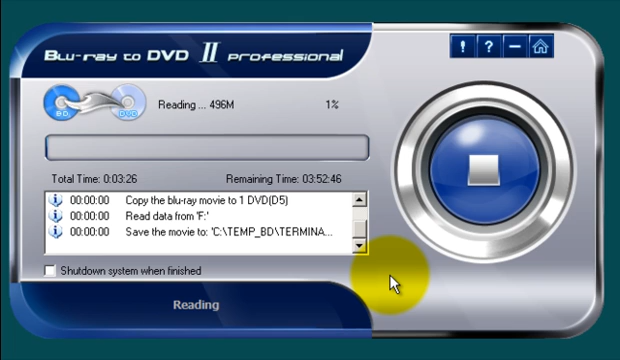 Blu-ray to DVD II professional
! ?
B.D. DVD
Reading ... 496M 1%
Total Time: 0:03:26 Remaining Time: 03:52:46
00:00:00 Copy the blu-ray movie to 1 DVD(D5)
00:00:00 Read data from 'F:'
00:00:00 Save the movie to: 'C:\TEMP_BD\TERMINA...
Shutdown system when finished
Reading